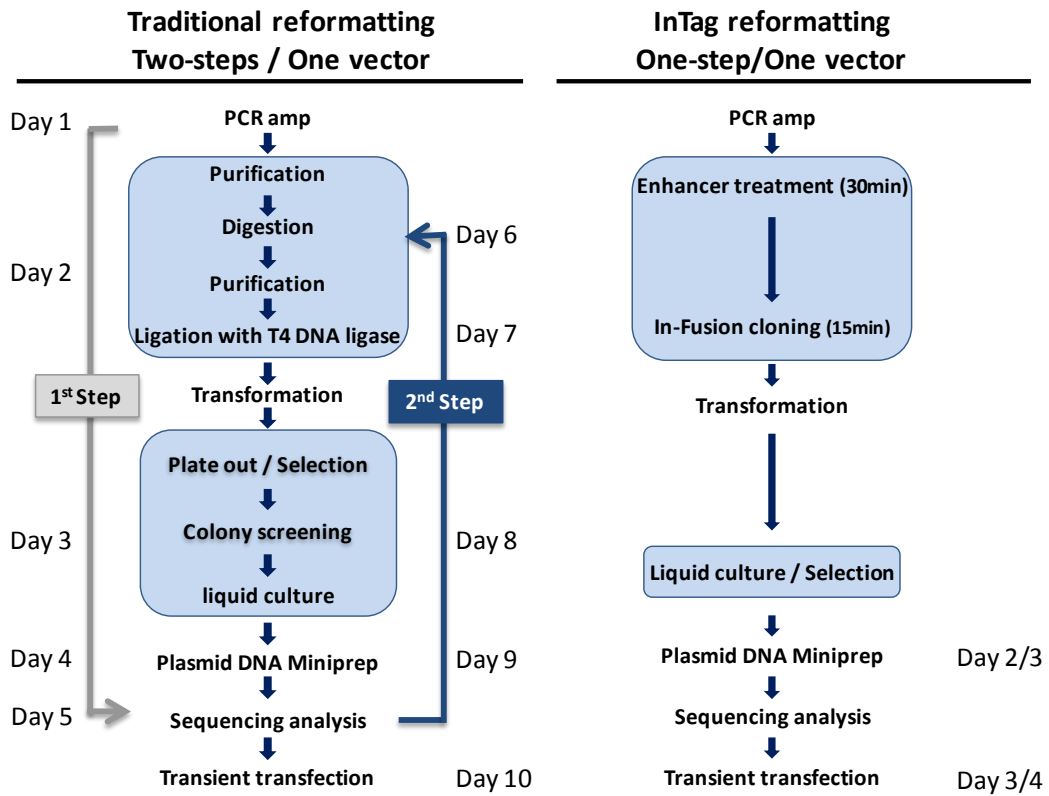 Traditional reformatting
Two-steps / One vector
Day 1
PCR amp
Purification
Digestion
Day 6
Day 2
Purification
Ligation with T4 DNA ligase
Day 7
1st Step
Transformation
2nd Step
Plate out / Selection
Day 3
Colony screening
Day 8
liquid culture
Day 4
Plasmid DNA Miniprep
Day 9
Day 5
Sequencing analysis
Transient transfection
Day 10
InTag reformatting
One-step/One vector
PCR amp
Enhancer treatment (30min)
In-Fusion cloning (15min)
Transformation
Liquid culture / Selection
Plasmid DNA Miniprep
Day 2/3
Sequencing analysis
Transient transfection
Day 3/4